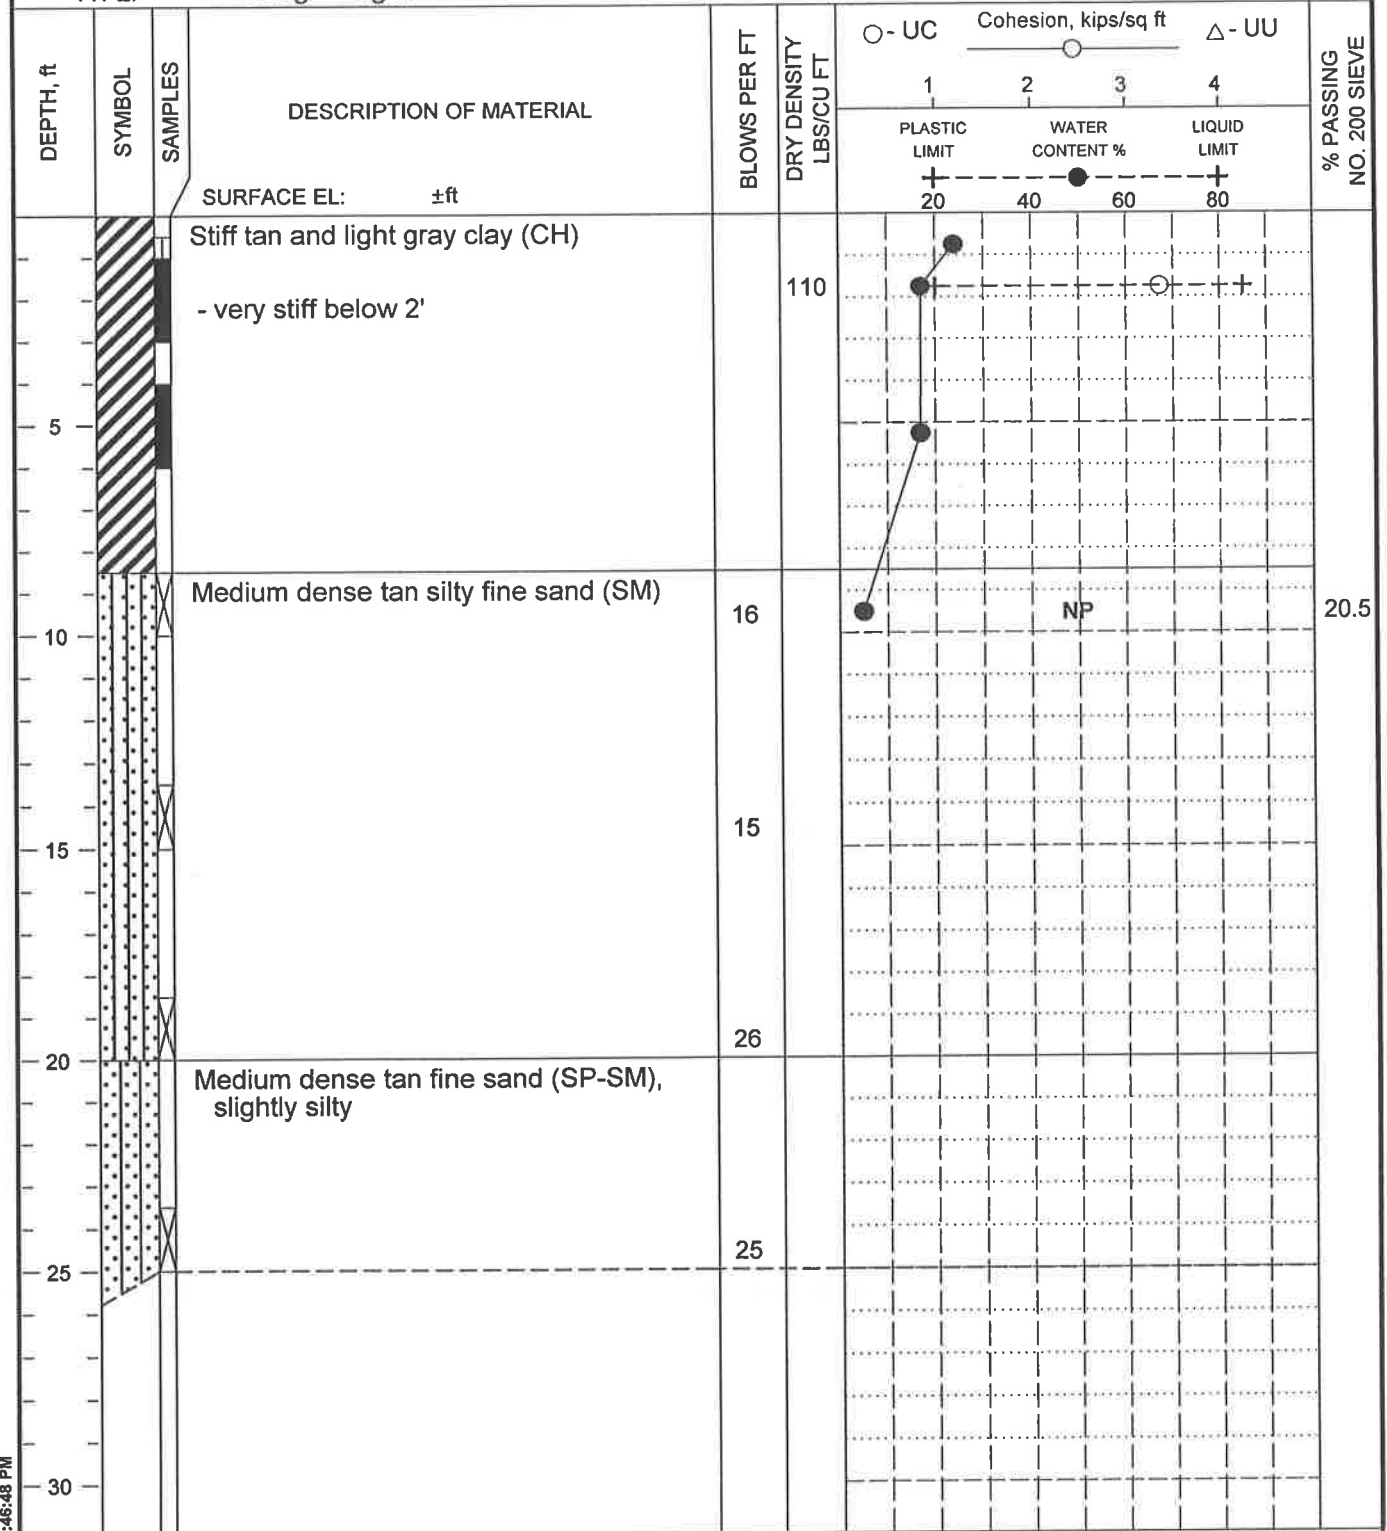 DEPTH, ft
SYMBOL
SAMPLES
DESCRIPTION OF MATERIAL
SURFACE EL: ±ft
BLOWS PER FT
DRY DENSITY
LBS/CU FT
O - UC Cohesion, kips/sq ft △ - UU
1 2 3 4
PLASTIC LIMIT
WATER CONTENT %
LIQUID LIMIT
20 40 60 80
% PASSING
NO. 200 SIEVE
Stiff tan and light gray clay (CH)
110
- very stiff below 2'
5
Medium dense tan silty fine sand (SM)
16 NP 20.5
10
15
15
26
20
Medium dense tan fine sand (SP-SM),
slightly silty
25
25
30
:46:48 PM